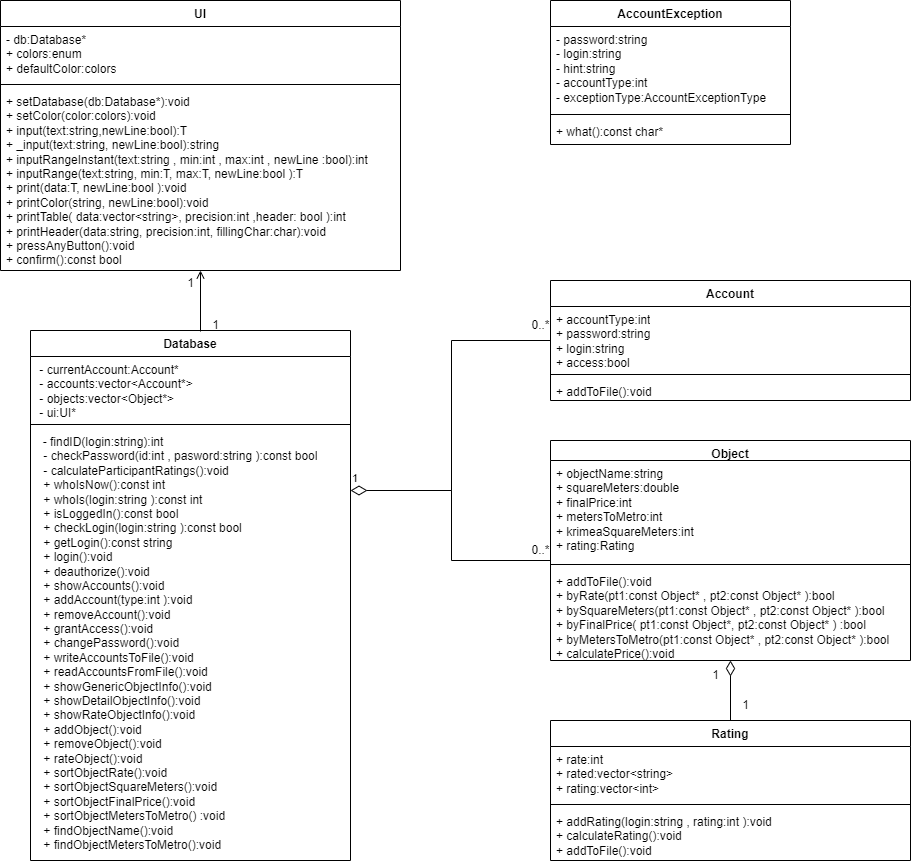 UI
- db:Database*
+ colors:enum
+ defaultColor:colors
+ setDatabase(db:Database*):void
+ setColor(color:colors):void
+ input(text:string,newLine:bool):T
+ _input(text:string, newLine:bool):string
+ inputRangeInstant(text:string , min:int , max:int , newLine :bool):int
+ inputRange(text:string, min:T, max:T, newLine:bool ):T
+ print(data:T, newLine:bool ):void
+ printColor(string, newLine:bool):void
+ printTable( data:vector<string>, precision:int ,header: bool ):int
+ printHeader(data:string, precision:int, fillingChar:char):void
+ pressAnyButton():void
+ confirm():const bool
AccountException
- password:string
- login:string
- hint:string
- accountType:int
- exceptionType:AccountExceptionType
+ what():const char*
1
1
Database
- currentAccount:Account*
- accounts:vector<Account*>
- objects:vector<Object*>
- ui:UI*
- findID(login:string):int
- checkPassword(id:int , pasword:string ):const bool
- calculateParticipantRatings():void
+ whoIsNow():const int
+ whoIs(login:string ):const int
+ isLoggedIn():const bool
+ checkLogin(login:string ):const bool
+ getLogin():const string
+ login():void
+ deauthorize():void
+ showAccounts():void
+ addAccount(type:int ):void
+ removeAccount():void
+ grantAccess():void
+ changePassword():void
+ writeAccountsToFile():void
+ readAccountsFromFile():void
+ showGenericObjectInfo():void
+ showDetailObjectInfo():void
+ showRateObjectInfo():void
+ addObject():void
+ removeObject():void
+ rateObject():void
+ sortObjectRate():void
+ sortObjectSquareMeters():void
+ sortObjectFinalPrice():void
+ sortObjectMetersToMetro() :void
+ findObjectName():void
+ findObjectMetersToMetro():void
1
0..*
0..*
Account
+ accountType:int
+ password:string
+ login:string
+ access:bool
+ addToFile():void
Object
+ objectName:string
+ squareMeters:double
+ finalPrice:int
+ metersToMetro:int
+ krimeaSquareMeters:int
+ rating:Rating
+ addToFile():void
+ byRate(pt1:const Object* , pt2:const Object* ):bool
+ bySquareMeters(pt1:const Object* , pt2:const Object* ):bool
+ byFinalPrice( pt1:const Object*, pt2:const Object* ) :bool
+ byMetersToMetro(pt1:const Object* , pt2:const Object* ):bool
+ calculatePrice():void
1
1
Rating
+ rate:int
+ rated:vector<string>
+ rating:vector<int>
+ addRating(login:string , rating:int ):void
+ calculateRating():void
+ addToFile():void